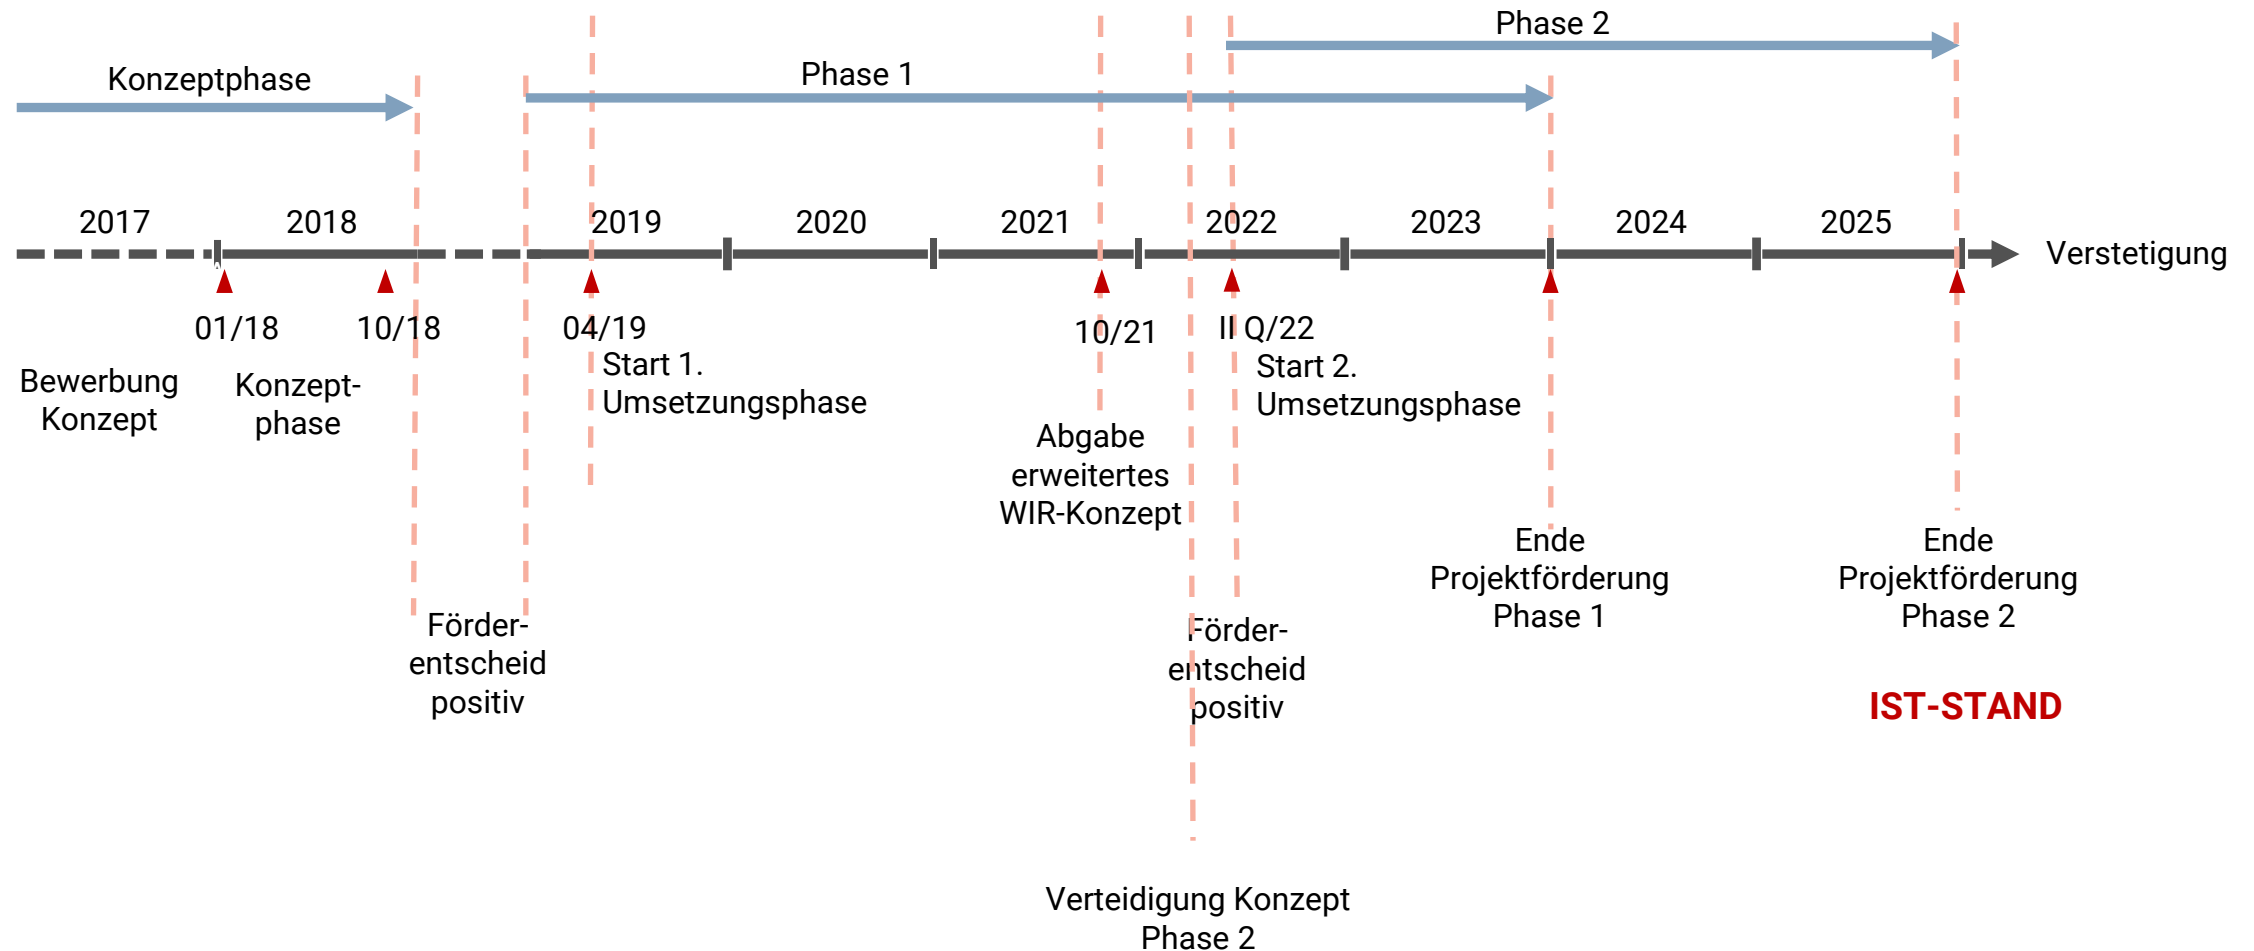 Phase 2
Konzeptphase
Phase 1
2017
2018
2019
2020
2021
2022
2023
2024
2025
Verstetigung
01/18
10/18
04/19
10/21
II Q/22
Bewerbung
Konzept
Konzept-
phase
Start 1.
Umsetzungsphase
Start 2.
Umsetzungsphase
Abgabe
erweitertes
WIR-Konzept
Ende
Projektförderung
Phase 1
Ende
Projektförderung
Phase 2
Förder-
entscheid
positiv
Förder-
entscheid
positiv
IST-STAND
Verteidigung Konzept
Phase 2